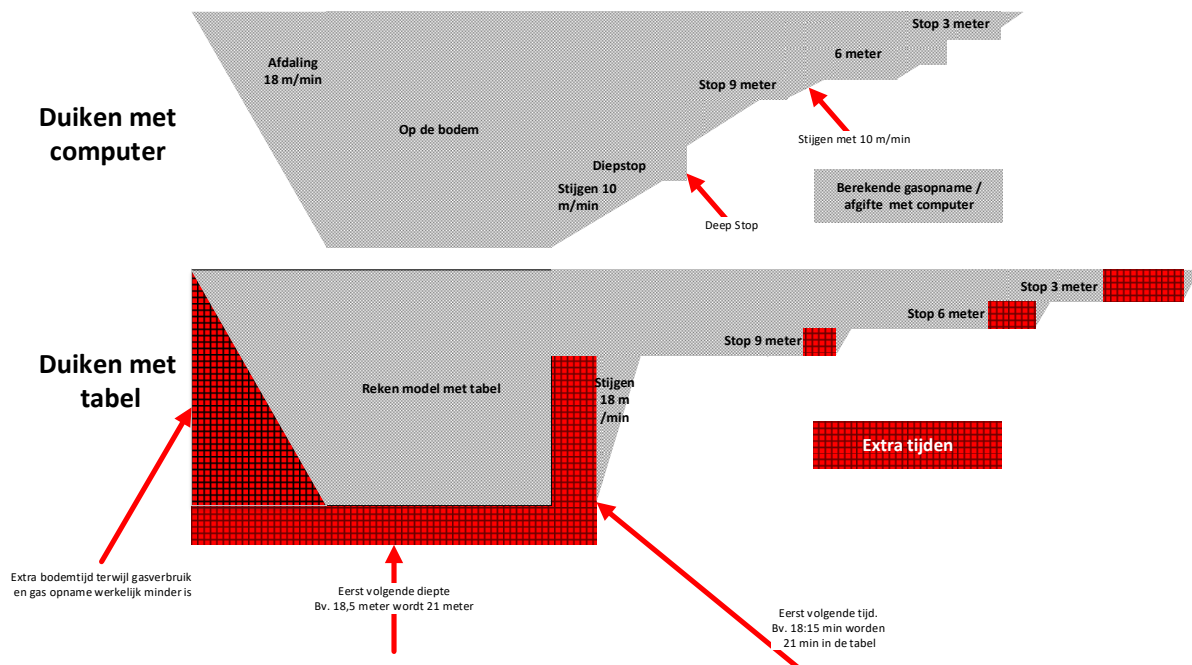 Stop 3 meter
6 meter
Afdaling
18 m/min
Stop 9 meter
Duiken met
computer
Op de bodem
Stijgen met 10 m/min
Diepstop
Stijgen 10
m/min
Berekende gasopname /
afgifte met computer
Deep Stop
Stop 3 meter
Stop 6 meter
Stop 9 meter
Duiken met
tabel
Reken model met tabel
Stijgen
18 m
/min
Extra tijden
Extra bodemtijd terwijl gasverbruik
en gas opname werkelijk minder is
Eerst volgende diepte
Bv. 18,5 meter wordt 21 meter
Eerst volgende tijd.
Bv. 18:15 min worden
21 min in de tabel